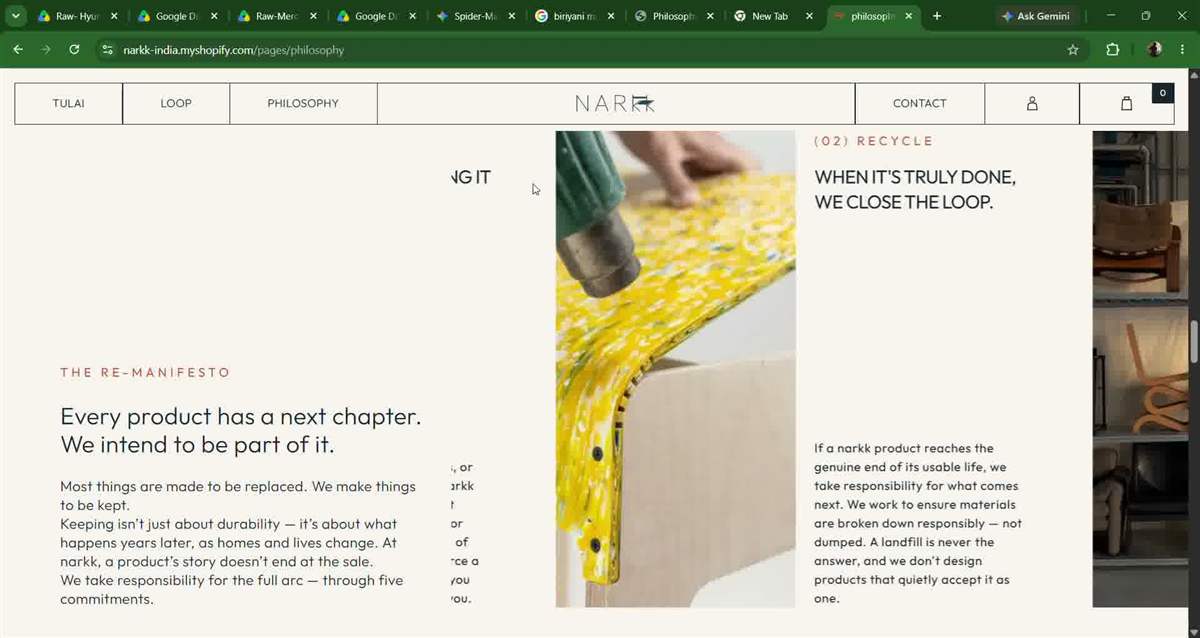 Raw- Hyu
Google D
Raw-Merc
Google D
Spider-Ma
biriyani m
Philosoph
New Tab
philosoph
Ask Gemini
narkk-india.myshopify.com/pages/philosophy
TULAI
LOOP
PHILOSOPHY
NARKK
CONTACT
0
NG IT
(02) RECYCLE
WHEN IT'S TRULY DONE,
WE CLOSE THE LOOP.
THE RE-MANIFESTO
Every product has a next chapter.
We intend to be part of it.
Most things are made to be replaced. We make things
to be kept.
Keeping isn't just about durability — it's about what
happens years later, as homes and lives change. At
narkk, a product's story doesn't end at the sale.
We take responsibility for the full arc — through five
commitments.
, or
arkk
or
of
rce a
you
ou.
If a narkk product reaches the
genuine end of its usable life, we
take responsibility for what comes
next. We work to ensure materials
are broken down responsibly — not
dumped. A landfill is never the
answer, and we don't design
products that quietly accept it as
one.